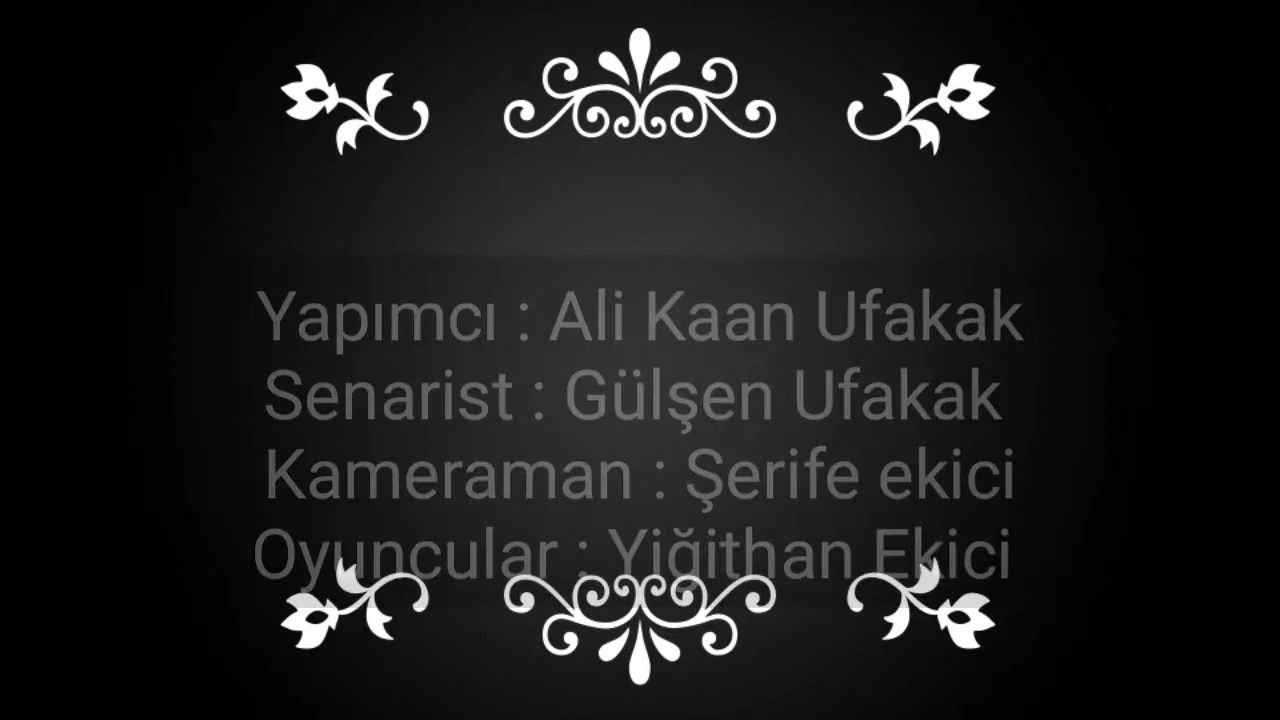 Yapımcı : Ali Kaan Ufakak
Senarist : Gülşen Ufakak
Kameraman : Şerife ekici
Oyuncular : Yiğithan Ekici